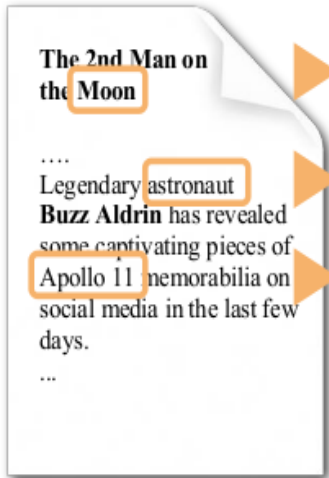 The 2nd Man on
the Moon
....
Legendary astronaut
Buzz Aldrin has revealed
some captivating pieces of
Apollo 11 memorabilia on
social media in the last few
days.
...